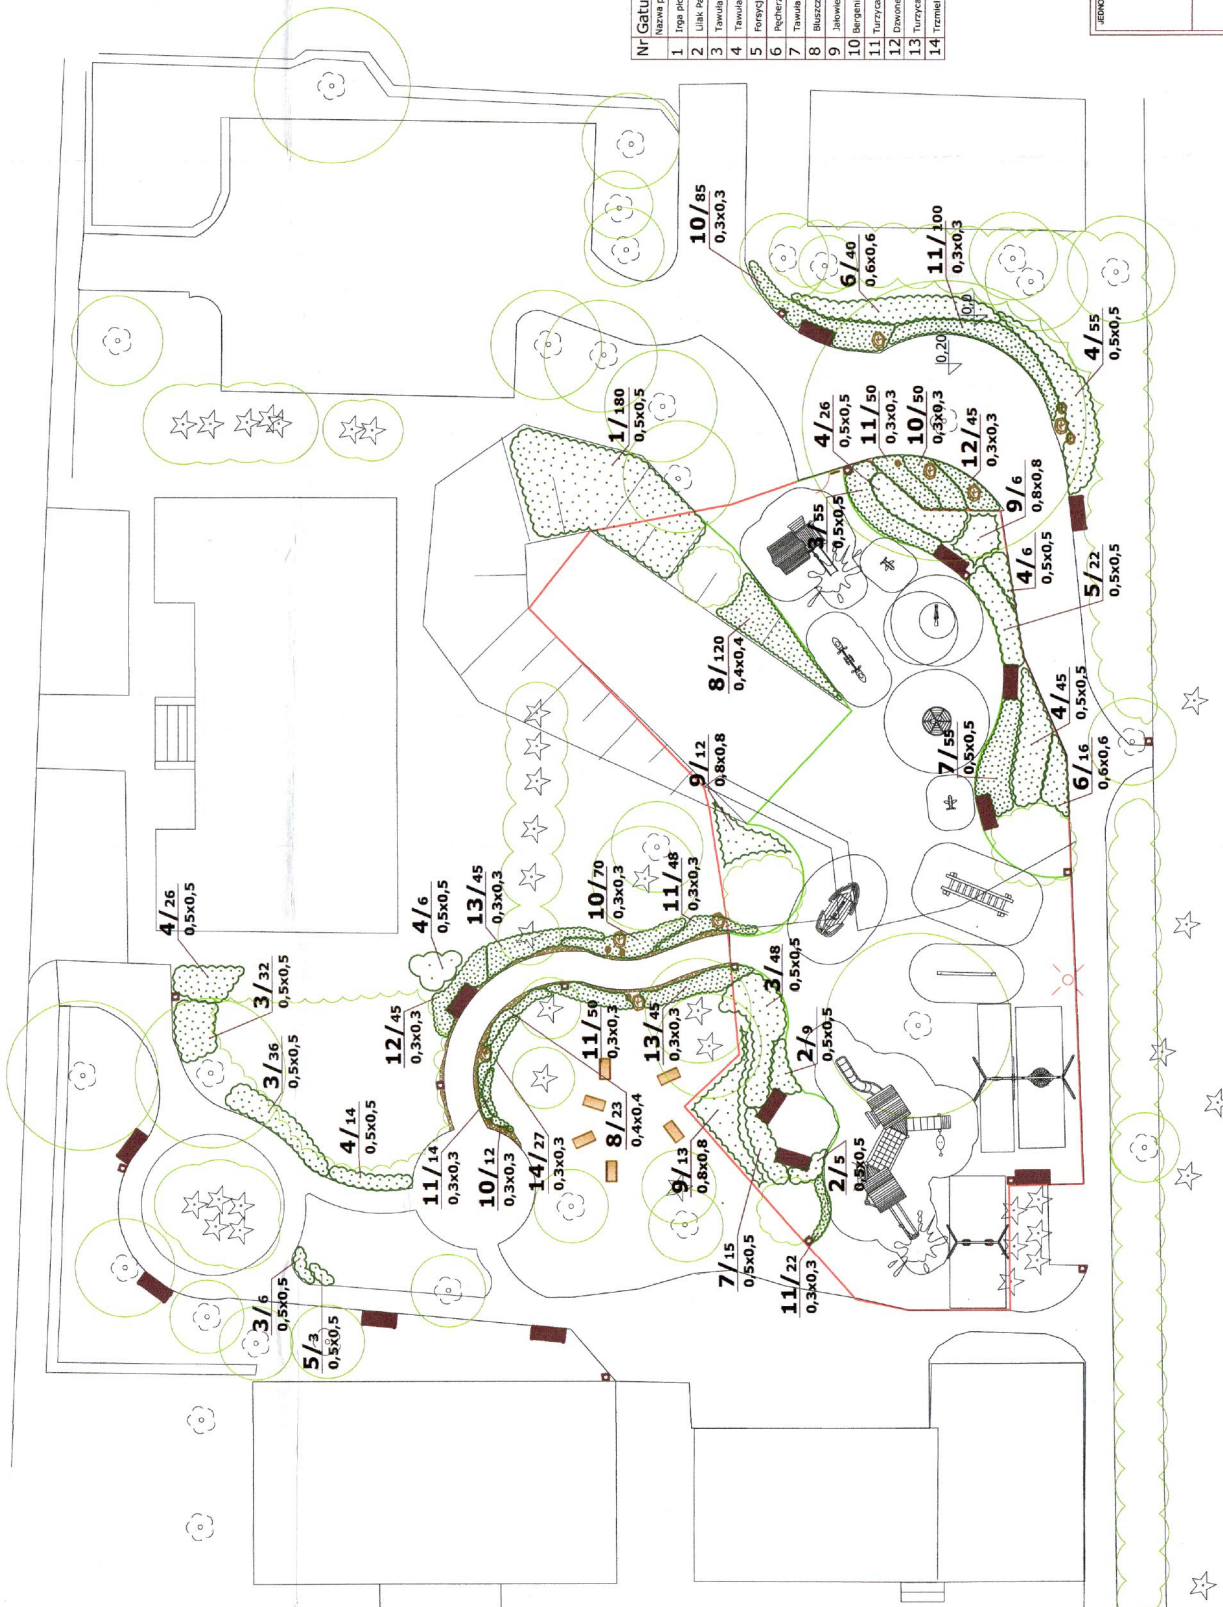 Nr Gatu
Nazwa p
1 Irga pło
2 Lilak Pa
3 Tawuła
4 Tawuła
5 Forsycj
6 Pęcherz
7 Tawuła
8 Bluszcz
9 Jałowie
10 Bergeni
11 Turzyca
12 Dzwone
13 Turzyca
14 Trzmiel
JEDNO
10/85
0,3x0,3
6/40
0,6x0,6
11/100
0,3x0,3
0,0
0,20
4/55
0,5x0,5
1/180
0,5x0,5
4/26
0,5x0,5
11/50
0,3x0,3
10/50
0,3x0,3
12/45
0,3x0,3
3/55
0,5x0,5
9/6
0,8x0,8
4/6
0,5x0,5
5/22
0,5x0,5
8/120
0,4x0,4
4/45
0,5x0,5
7/55
0,5x0,5
6/16
0,6x0,6
9/12
0,8x0,8
4/26
0,5x0,5
4/6
0,5x0,5
13/45
0,3x0,3
10/70
0,3x0,3
11/48
0,3x0,3
3/32
0,5x0,5
3/48
0,5x0,5
12/45
0,3x0,3
11/50
0,3x0,3
13/45
0,3x0,3
2/9
0,5x0,5
3/36
0,5x0,5
4/14
0,5x0,5
8/23
0,4x0,4
11/14
0,3x0,3
10/12
0,3x0,3
14/27
0,3x0,3
9/13
0,8x0,8
2/5
0,5x0,5
7/15
0,5x0,5
11/22
0,3x0,3
3/6
0,5x0,5
5/3
0,5x0,5